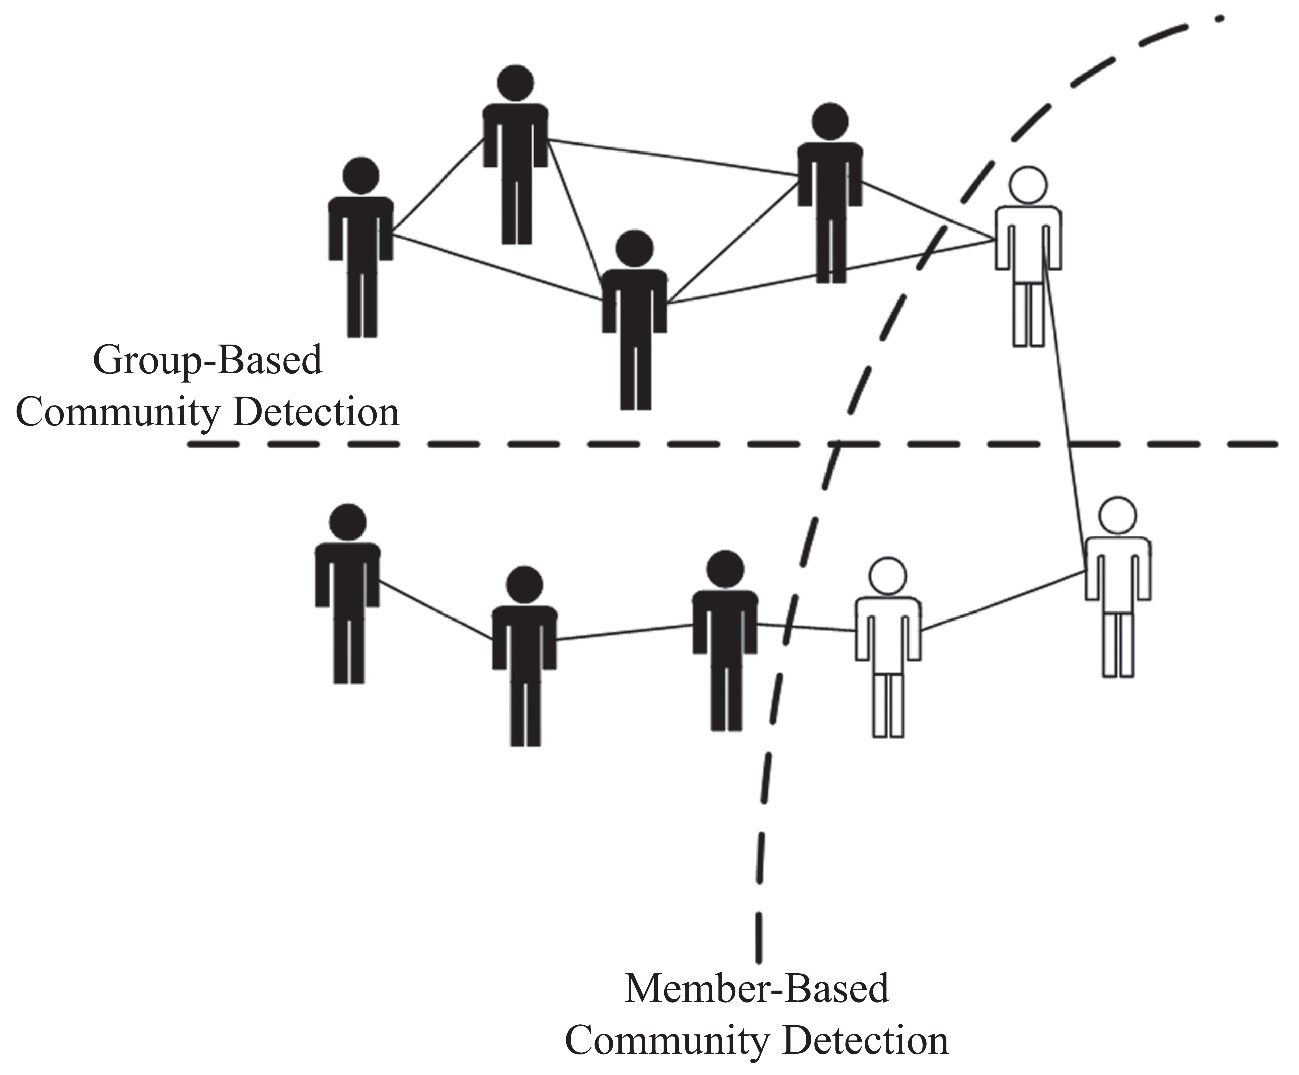 Group-Based
Community Detection
Member-Based
Community Detection